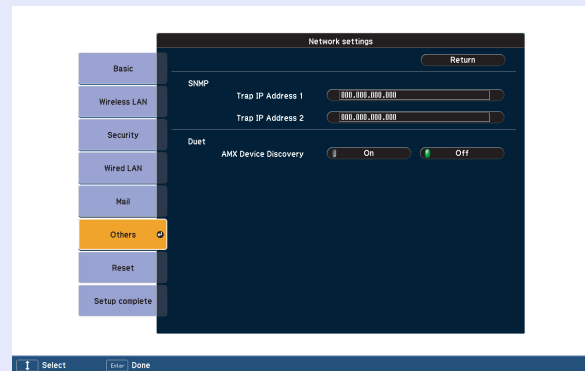 Network settings
Return
Basic
Wireless LAN
Security
Wired LAN
Mail
Others
Reset
Setup complete
SNMP
Trap IP Address 1 000.000.000.000
Trap IP Address 2 000.000.000.000
Duet
AMX Device Discovery On Off
Select Enter Done